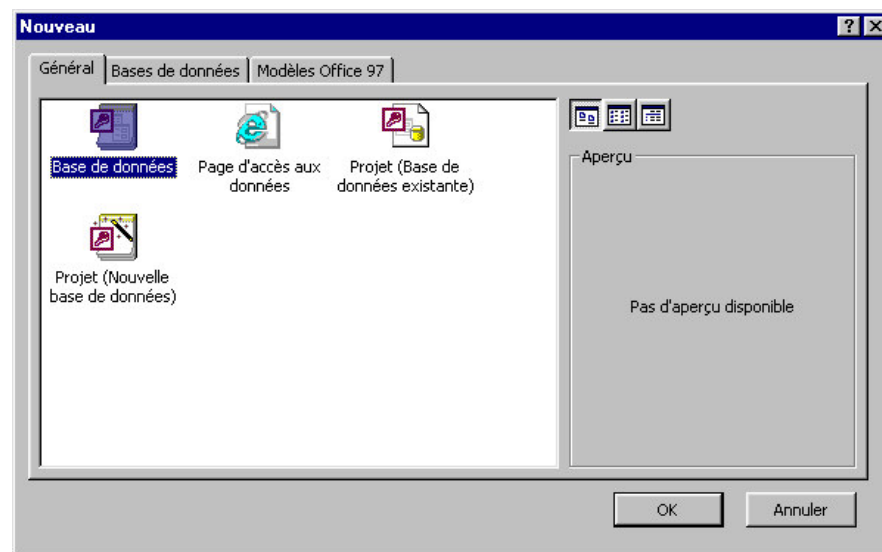 Nouveau
Général
Bases de données
Modèles Office 97
Base de données
Page d'accès aux
données
Projet (Base de
données existante)
Projet (Nouvelle
base de données)
Aperçu
Pas d'aperçu disponible
OK
Annuler